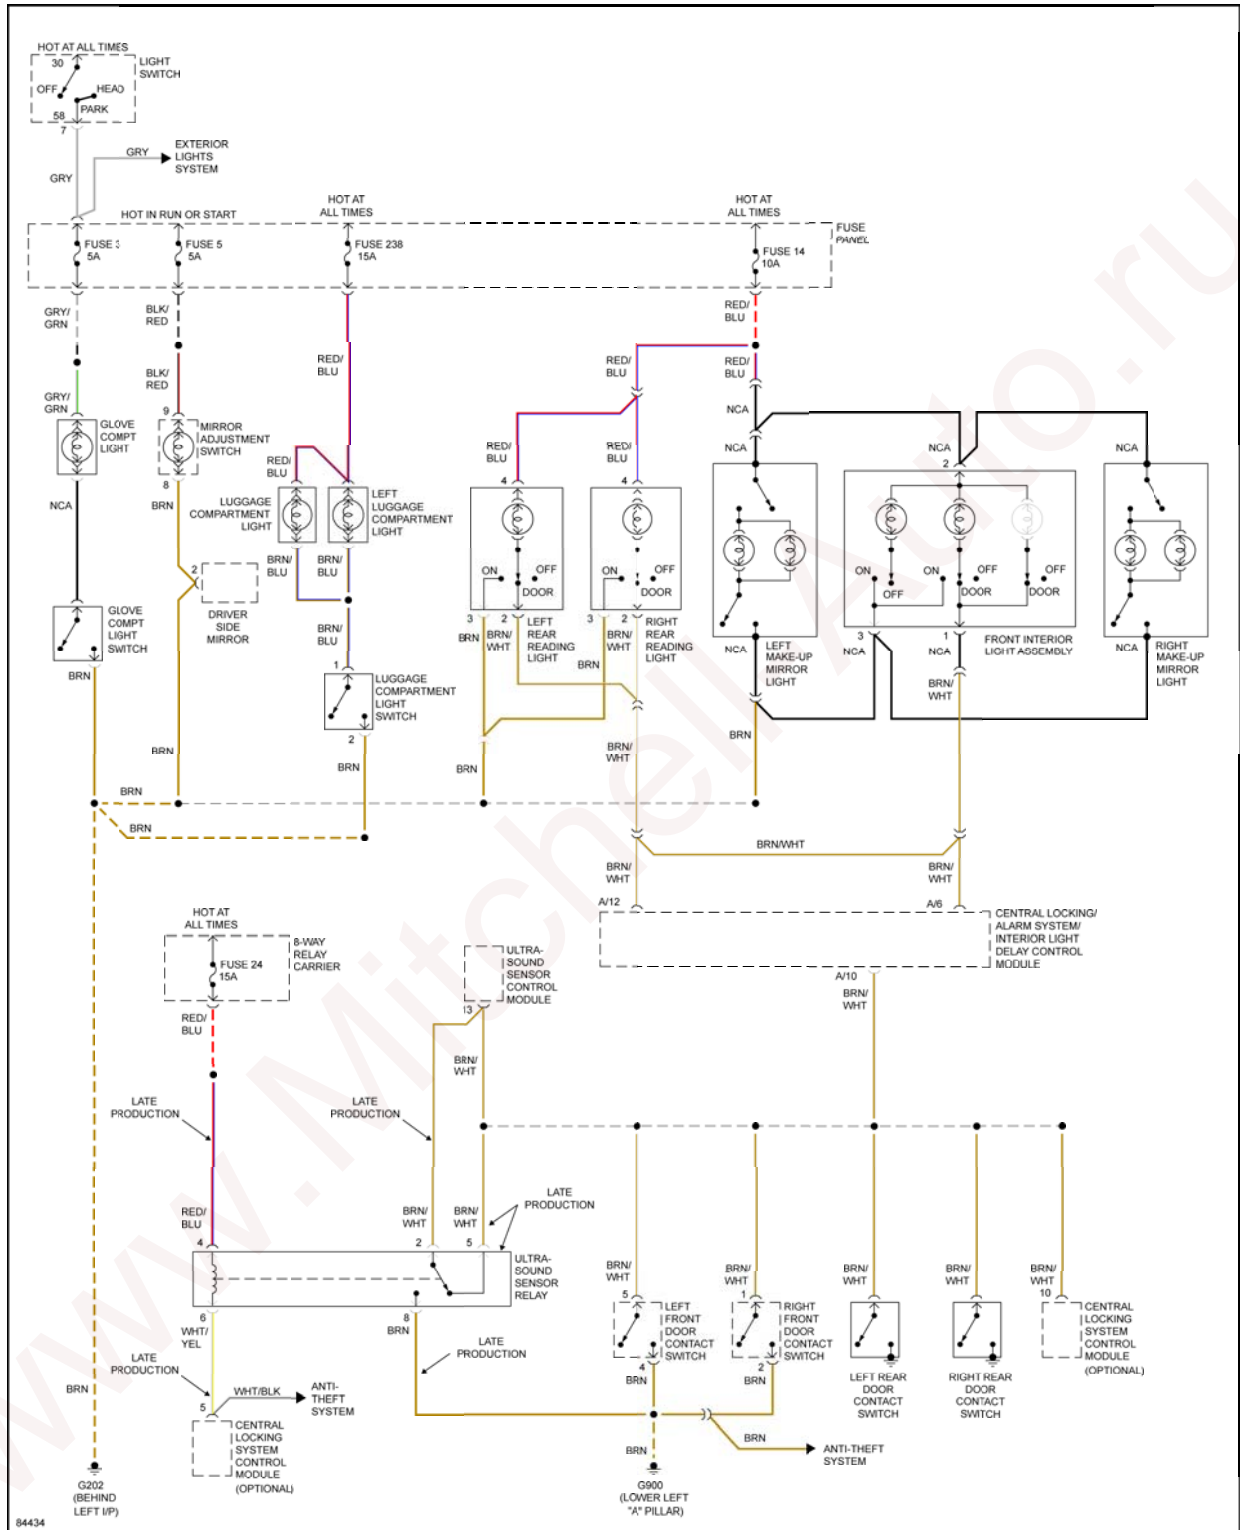 HOT AT ALL TIMES
30
LIGHT
SWITCH
OFF
HEAD
PARK
58
7
GRY
EXTERIOR
LIGHTS
SYSTEM
GRY
HOT IN RUN OR START
HOT AT
ALL TIMES
HOT AT
ALL TIMES
FUSE 3
5A
FUSE 5
5A
FUSE 238
15A
FUSE 14
10A
FUSE
PANEL
GRY/
GRN
BLK/
RED
RED/
BLU
RED/
BLU
RED/
BLU
RED/
BLU
BLK/
RED
GRY/
GRN
NCA
9
GLOVE
COMPT
LIGHT
MIRROR
ADJUSTMENT
SWITCH
RED/
BLU
RED/
BLU
RED/
BLU
NCA
NCA
NCA
2
8
4
4
NCA
BRN
LUGGAGE
COMPARTMENT
LIGHT
LEFT
LUGGAGE
COMPARTMENT
LIGHT
BRN/
BLU
BRN/
BLU
2
DRIVER
SIDE
MIRROR
ON
OFF
DOOR
ON
OFF
DOOR
ON
OFF
ON
DOOR
OFF
DOOR
GLOVE
COMPT
LIGHT
SWITCH
BRN
BRN/
BLU
1
LUGGAGE
COMPARTMENT
LIGHT
SWITCH
2
3
2
BRN
BRN/
WHT
LEFT
REAR
READING
LIGHT
3
2
BRN
BRN/
WHT
RIGHT
REAR
READING
LIGHT
NCA
LEFT
MAKE-UP
MIRROR
LIGHT
3
NCA
1
NCA
FRONT INTERIOR
LIGHT ASSEMBLY
NCA
RIGHT
MAKE-UP
MIRROR
LIGHT
BRN/
WHT
BRN
BRN
BRN
BRN
BRN/
WHT
BRN
BRN
BRN/WHT
BRN/
WHT
BRN/
WHT
A/12
A/6
CENTRAL LOCKING/
ALARM SYSTEM/
INTERIOR LIGHT
DELAY CONTROL
MODULE
A/10
BRN/
WHT
HOT AT
ALL TIMES
FUSE 24
15A
8-WAY
RELAY
CARRIER
RED/
BLU
ULTRA-
SOUND
SENSOR
CONTROL
MODULE
13
BRN/
WHT
LATE
PRODUCTION
LATE
PRODUCTION
LATE
PRODUCTION
RED/
BLU
BRN/
WHT
BRN/
WHT
4
2
5
ULTRA-
SOUND
SENSOR
RELAY
6
8
WHT/
YEL
BRN
LATE
PRODUCTION
LATE
PRODUCTION
BRN/
WHT
BRN/
WHT
BRN/
WHT
BRN/
WHT
BRN/
WHT
5
1
10
LEFT
FRONT
DOOR
CONTACT
SWITCH
RIGHT
FRONT
DOOR
CONTACT
SWITCH
CENTRAL
LOCKING
SYSTEM
CONTROL
MODULE
(OPTIONAL)
4
2
BRN
BRN
LEFT REAR
DOOR
CONTACT
SWITCH
RIGHT REAR
DOOR
CONTACT
SWITCH
BRN
WHT/BLK
ANTI-
THEFT
SYSTEM
5
CENTRAL
LOCKING
SYSTEM
CONTROL
MODULE
(OPTIONAL)
BRN
BRN
ANTI-THEFT
SYSTEM
G202
(BEHIND
LEFT I/P)
G900
(LOWER LEFT
"A" PILLAR)
84434
www.MitchellAuto.ru